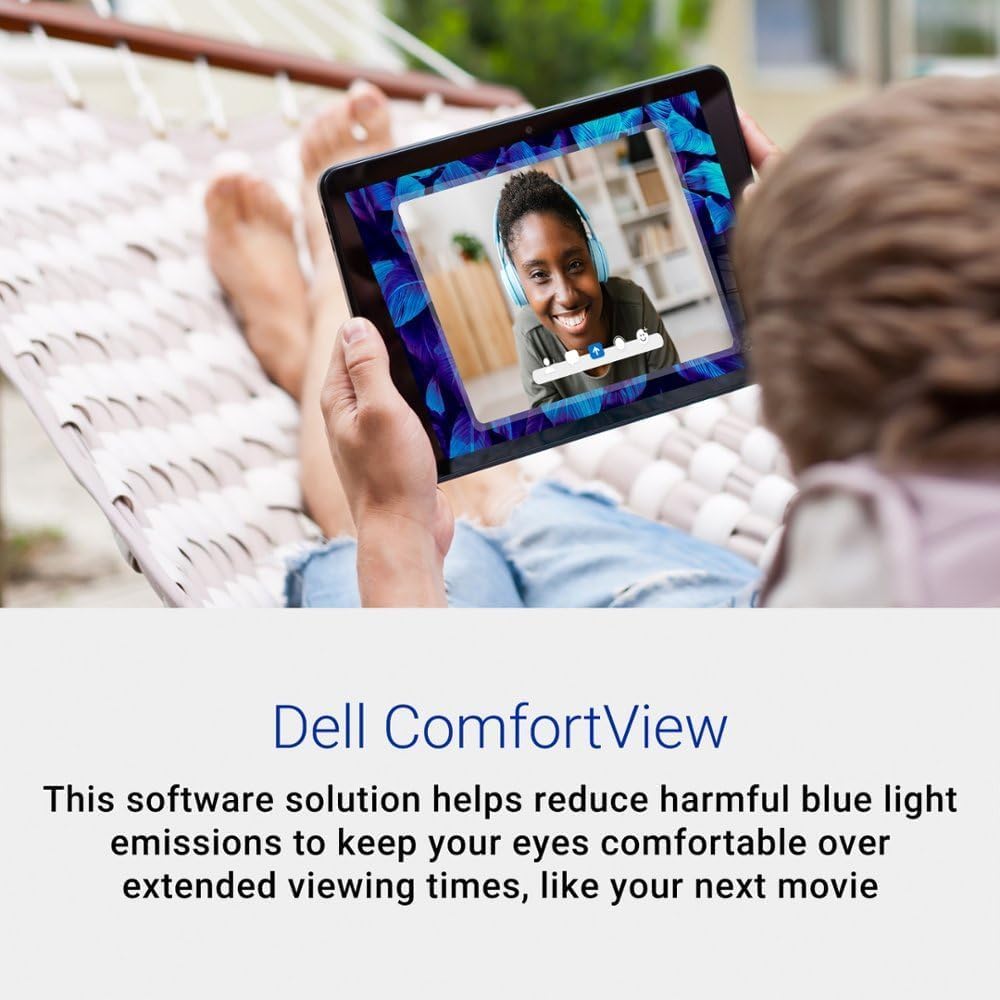 Dell ComfortView
This software solution helps reduce harmful blue light
emissions to keep your eyes comfortable over
extended viewing times, like your next movie